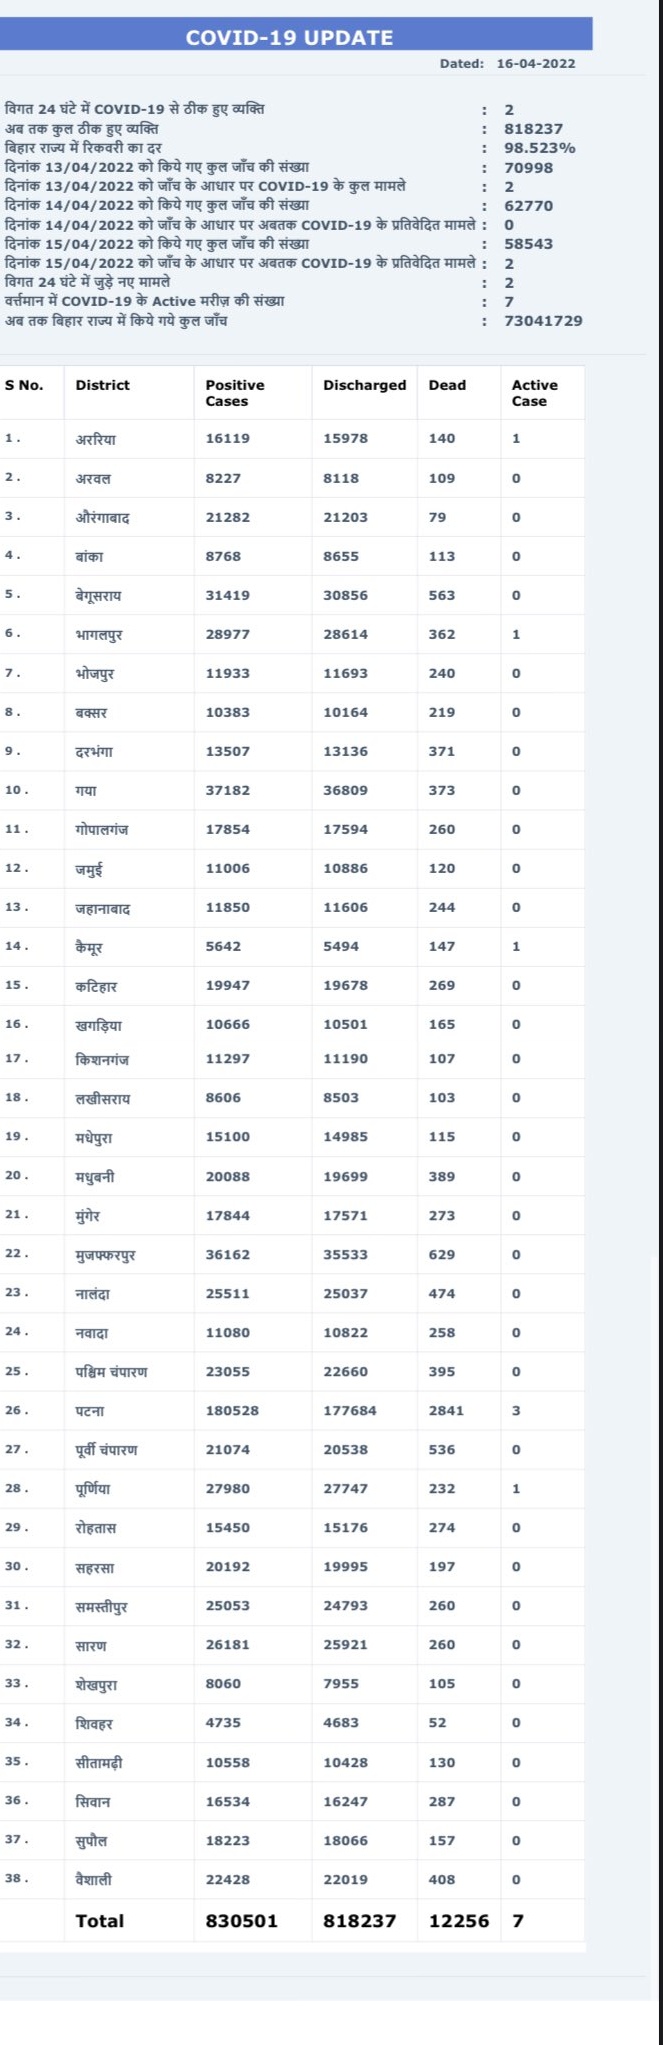 COVID-19 UPDATE
Dated: 16-04-2022
विगत 24 घंटे में COVID-19 से ठीक हुए व्यक्ति : 2
अब तक कुल ठीक हुए व्यक्ति : 818237
बिहार राज्य में रिकवरी का दर : 98.523%
दिनांक 13/04/2022 को किये गए कुल जाँच की संख्या : 70998
दिनांक 13/04/2022 को जाँच के आधार पर COVID-19 के कुल मामले : 2
दिनांक 14/04/2022 को किये गए कुल जाँच की संख्या : 62770
दिनांक 14/04/2022 को जाँच के आधार पर अबतक COVID-19 के प्रतिवेदित मामले : 0
दिनांक 15/04/2022 को किये गए कुल जाँच की संख्या : 58543
दिनांक 15/04/2022 को जाँच के आधार पर अबतक COVID-19 के प्रतिवेदित मामले : 2
विगत 24 घंटे में जुड़े नए मामले : 2
वर्त्तमान में COVID-19 के Active मरीज़ की संख्या : 7
अब तक बिहार राज्य में किये गये कुल जाँच : 73041729
S No. District Positive Cases Discharged Dead Active Case
1. अररिया 16119 15978 140 1
2. अरवल 8227 8118 109 0
3. औरंगाबाद 21282 21203 79 0
4. बांका 8768 8655 113 0
5. बेगूसराय 31419 30856 563 0
6. भागलपुर 28977 28614 362 1
7. भोजपुर 11933 11693 240 0
8. बक्सर 10383 10164 219 0
9. दरभंगा 13507 13136 371 0
10. गया 37182 36809 373 0
11. गोपालगंज 17854 17594 260 0
12. जमुई 11006 10886 120 0
13. जहानाबाद 11850 11606 244 0
14. कैमूर 5642 5494 147 1
15. कटिहार 19947 19678 269 0
16. खगड़िया 10666 10501 165 0
17. किशनगंज 11297 11190 107 0
18. लखीसराय 8606 8503 103 0
19. मधेपुरा 15100 14985 115 0
20. मधुबनी 20088 19699 389 0
21. मुंगेर 17844 17571 273 0
22. मुजफ्फरपुर 36162 35533 629 0
23. नालंदा 25511 25037 474 0
24. नवादा 11080 10822 258 0
25. पश्चिम चंपारण 23055 22660 395 0
26. पटना 180528 177684 2841 3
27. पूर्वी चंपारण 21074 20538 536 0
28. पूर्णिया 27980 27747 232 1
29. रोहतास 15450 15176 274 0
30. सहरसा 20192 19995 197 0
31. समस्तीपुर 25053 24793 260 0
32. सारण 26181 25921 260 0
33. शेखपुरा 8060 7955 105 0
34. शिवहर 4735 4683 52 0
35. सीतामढ़ी 10558 10428 130 0
36. सिवान 16534 16247 287 0
37. सुपौल 18223 18066 157 0
38. वैशाली 22428 22019 408 0
Total 830501 818237 12256 7